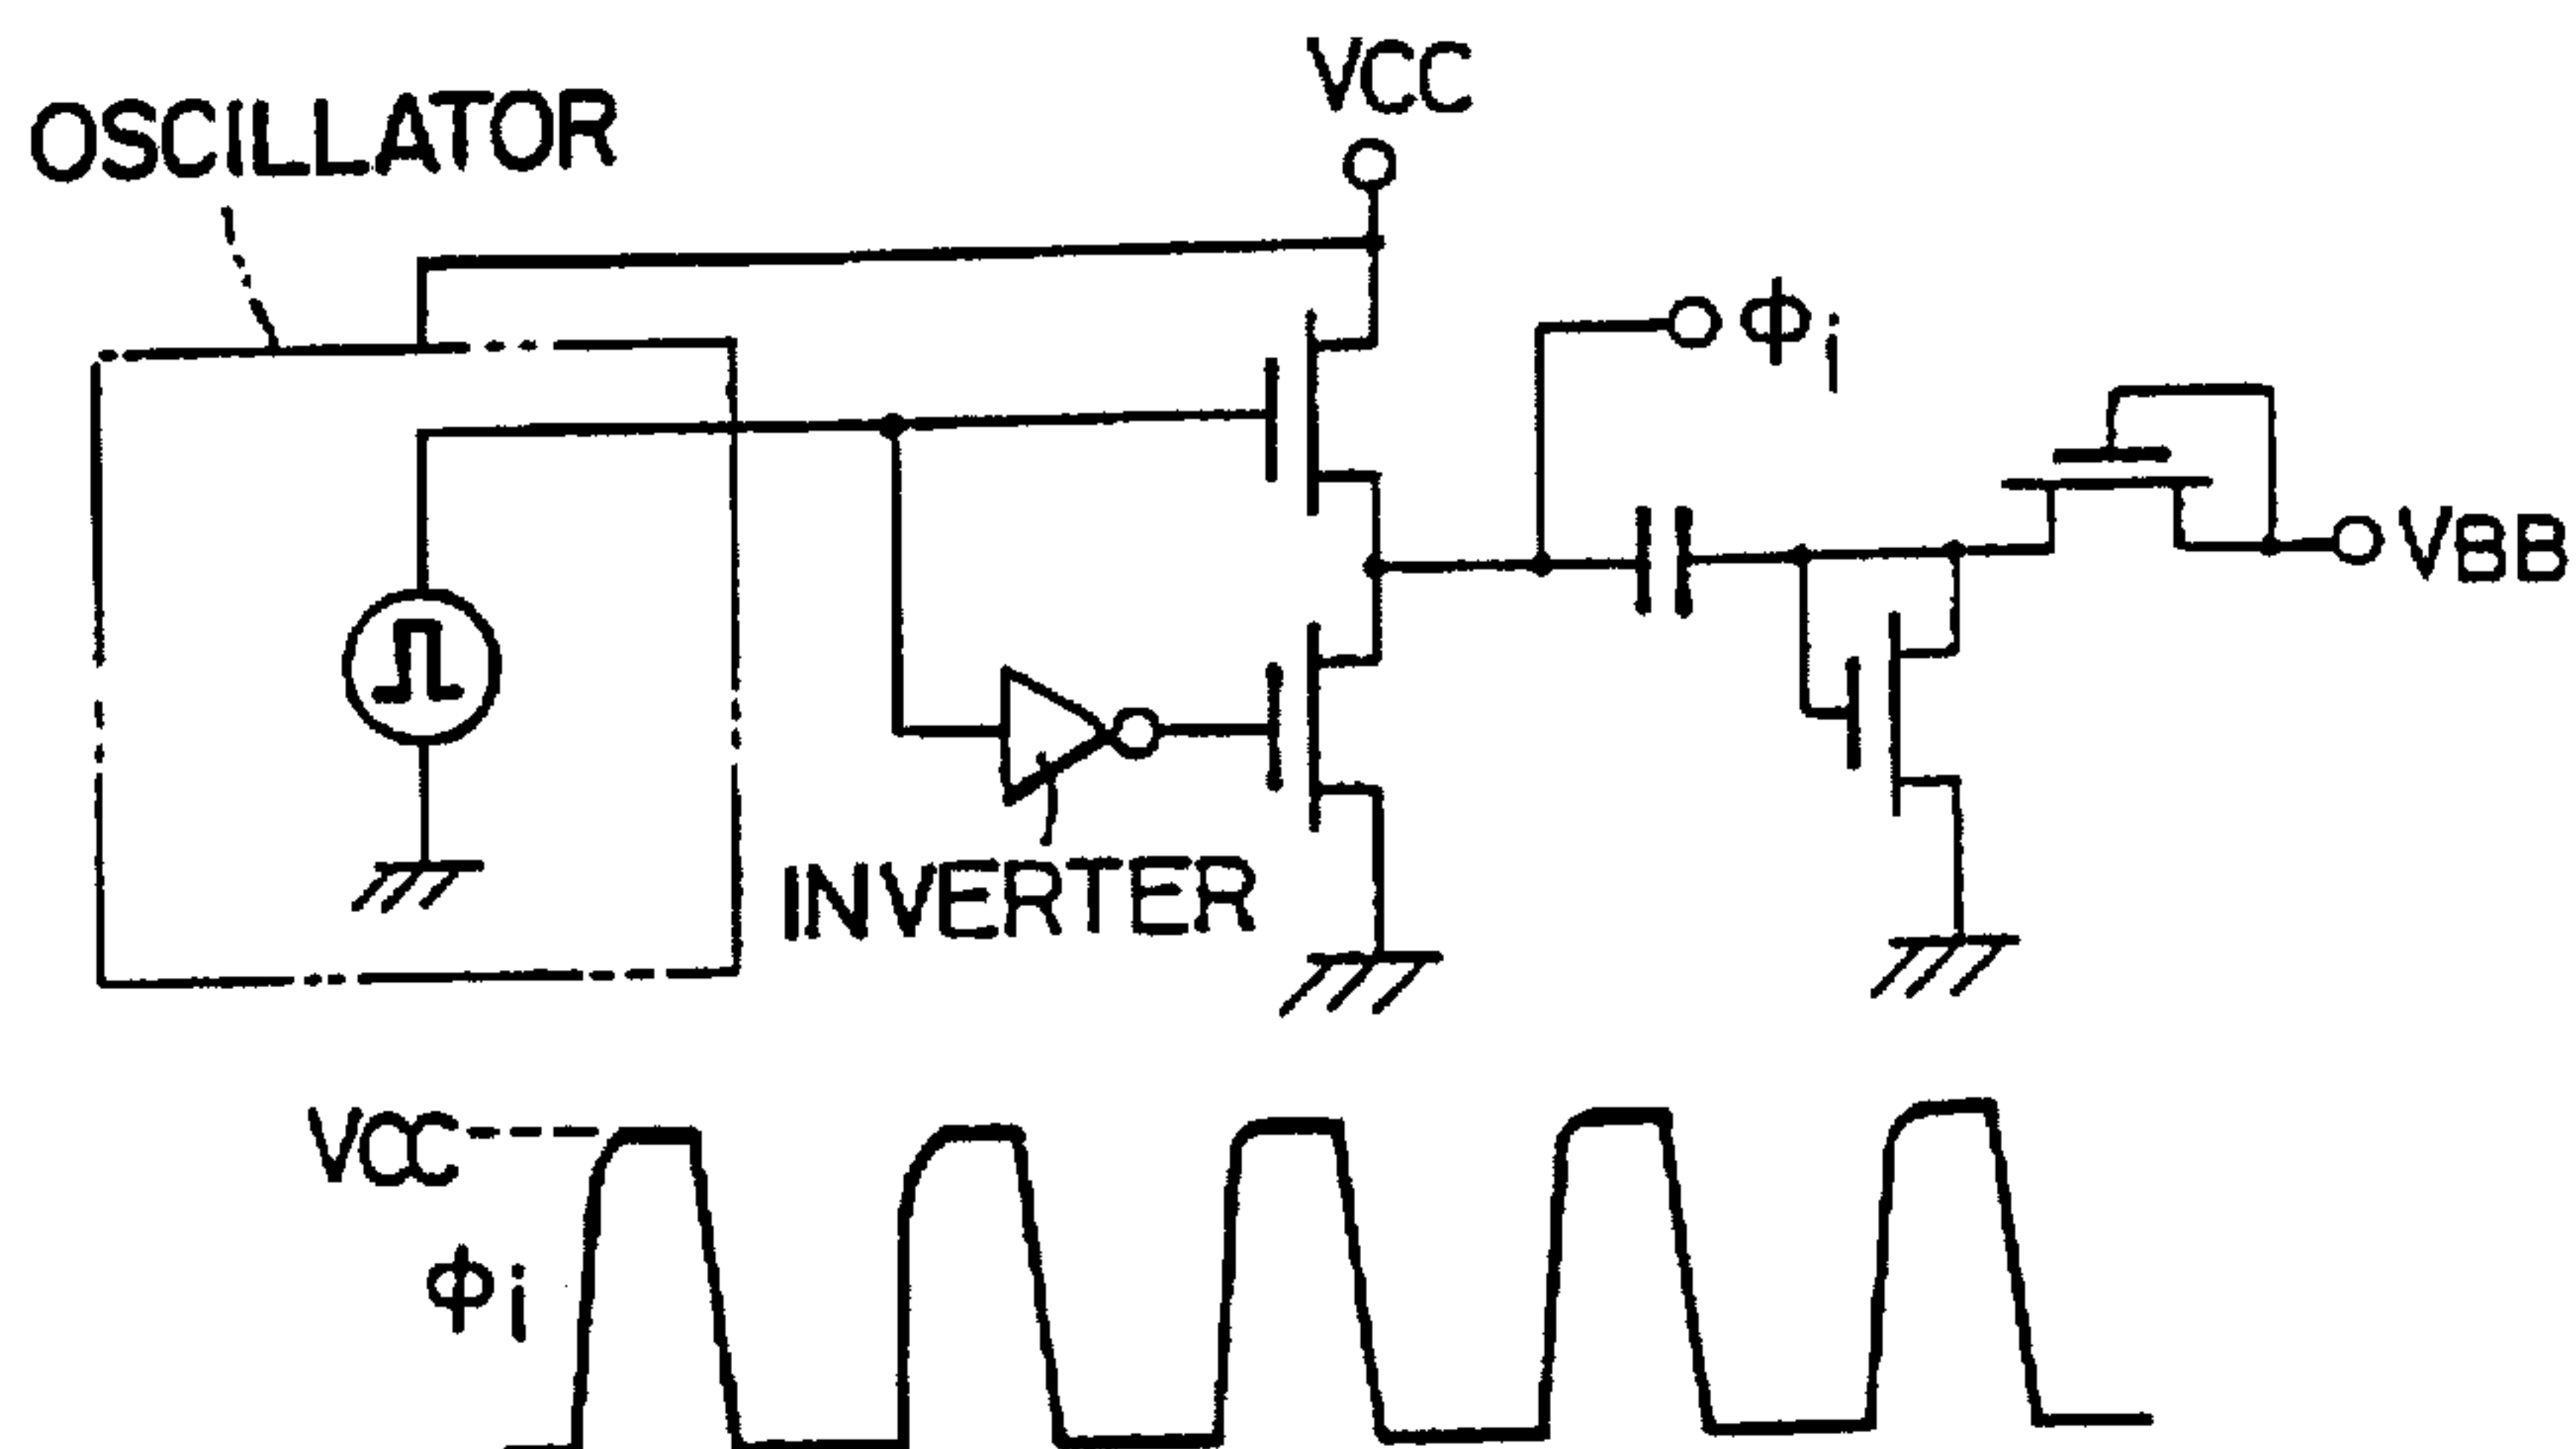 VCC
OSCILLATOR
ϕi
VBB
INVERTER
VCC
ϕi